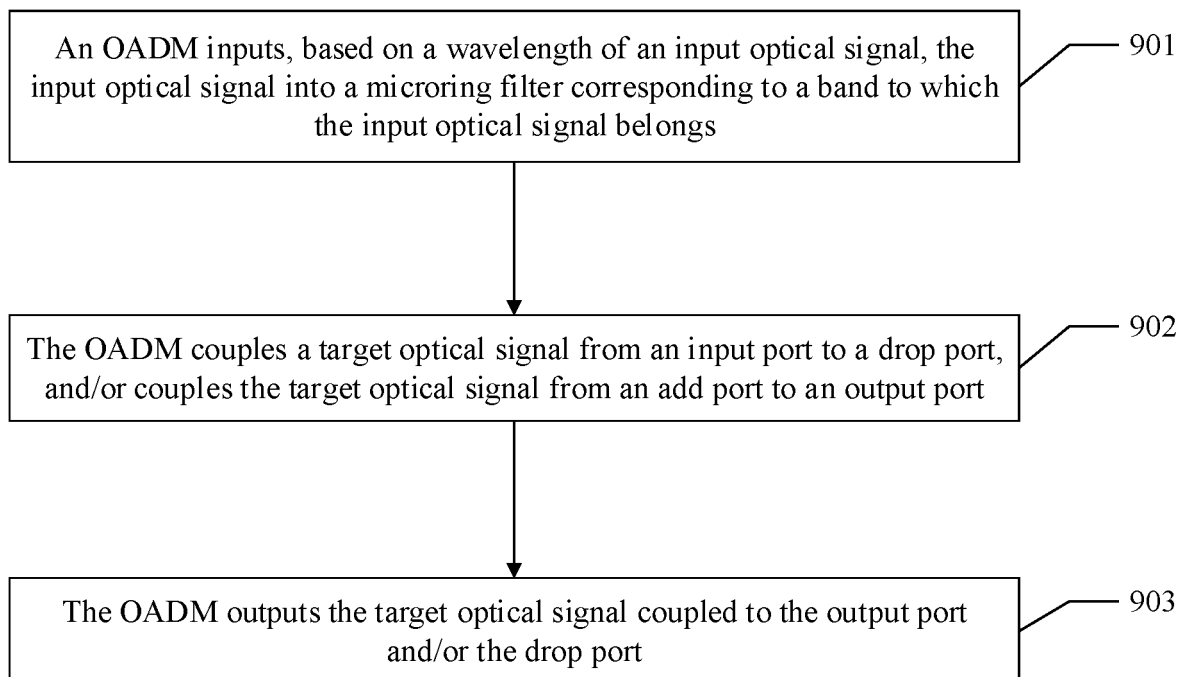 An OADM inputs, based on a wavelength of an input optical signal, the
input optical signal into a microring filter corresponding to a band to which
the input optical signal belongs
901
The OADM couples a target optical signal from an input port to a drop port,
and/or couples the target optical signal from an add port to an output port
902
The OADM outputs the target optical signal coupled to the output port
and/or the drop port
903